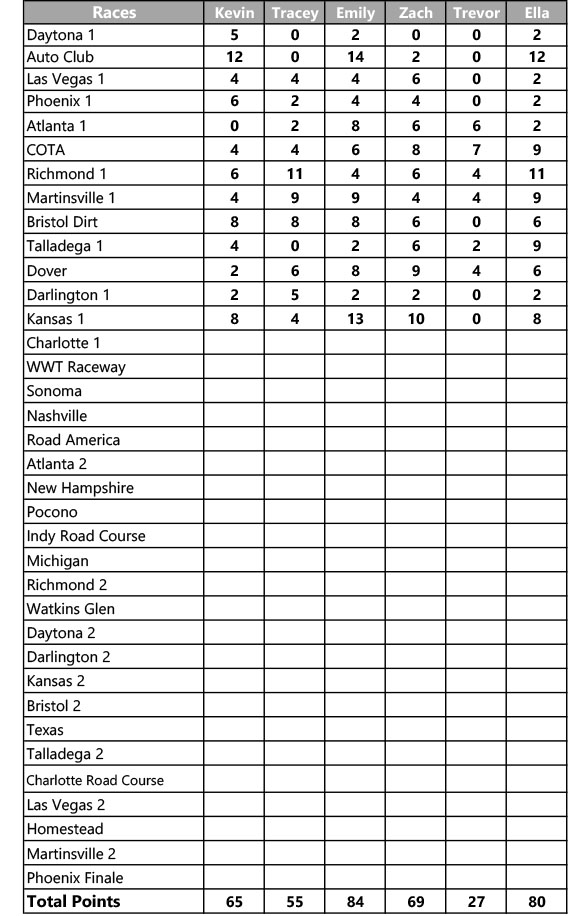 Races Kevin Tracey Emily Zach Trevor Ella
Daytona 1 5 0 2 0 0 2
Auto Club 12 0 14 2 0 12
Las Vegas 1 4 4 4 6 0 2
Phoenix 1 6 2 4 4 0 2
Atlanta 1 0 2 8 6 6 2
COTA 4 4 6 8 7 9
Richmond 1 6 11 4 6 4 11
Martinsville 1 4 9 9 4 4 9
Bristol Dirt 8 8 8 6 0 6
Talladega 1 4 0 2 6 2 9
Dover 2 6 8 9 4 6
Darlington 1 2 5 2 2 0 2
Kansas 1 8 4 13 10 0 8
Charlotte 1
WWT Raceway
Sonoma
Nashville
Road America
Atlanta 2
New Hampshire
Pocono
Indy Road Course
Michigan
Richmond 2
Watkins Glen
Daytona 2
Darlington 2
Kansas 2
Bristol 2
Texas
Talladega 2
Charlotte Road Course
Las Vegas 2
Homestead
Martinsville 2
Phoenix Finale
Total Points 65 55 84 69 27 80